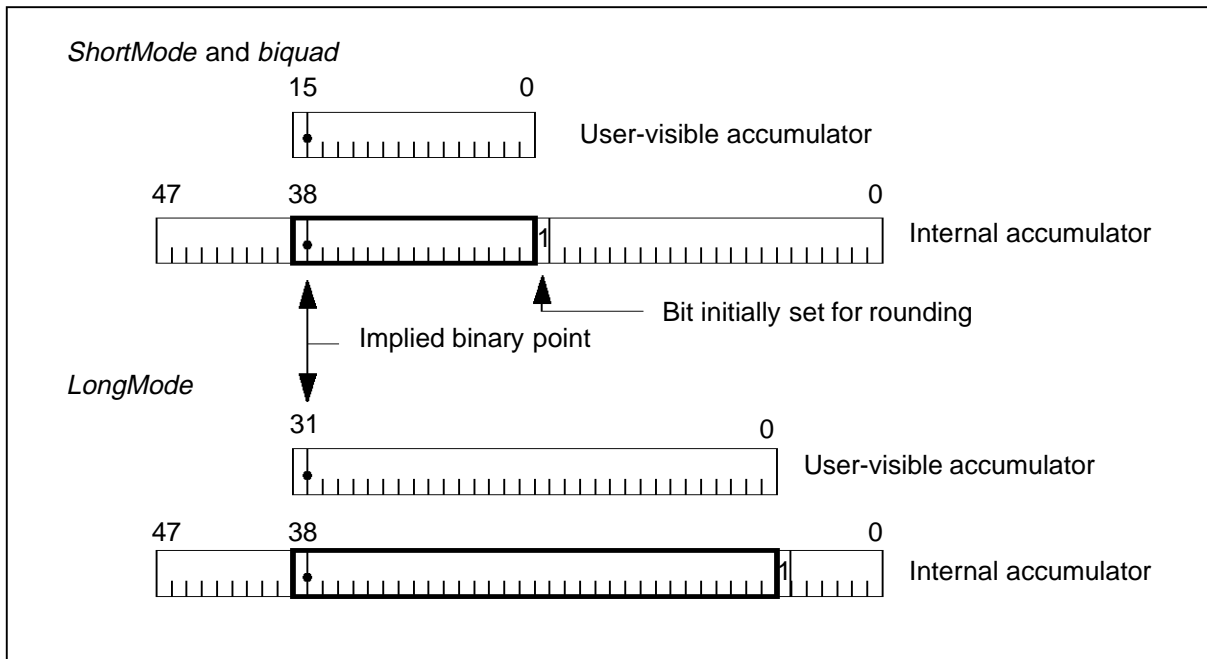 ShortMode and biquad
15 0
User-visible accumulator
47 38 0
1
Internal accumulator
Bit initially set for rounding
Implied binary point
LongMode
31 0
User-visible accumulator
47 38 0
1
Internal accumulator